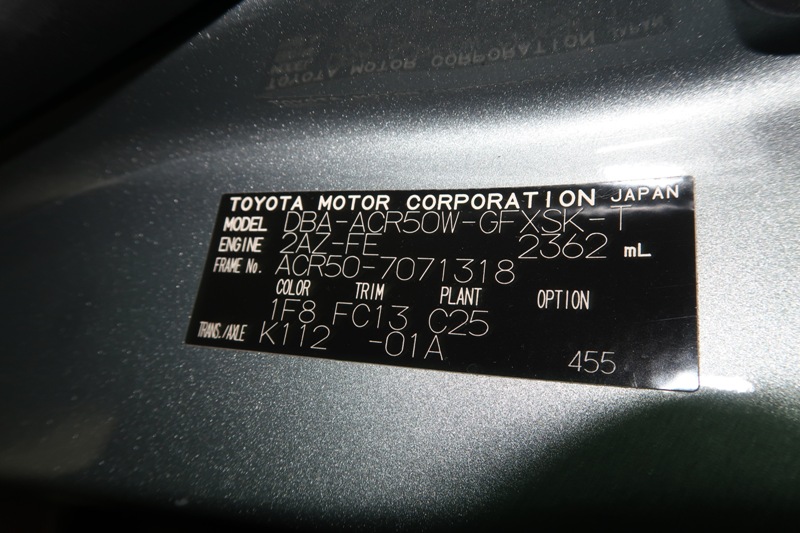 TOYOTA MOTOR CORPORATION JAPAN
MODEL DBA-ACR50W-GFXSK-T
ENGINE 2AZ-FE 2362 mL
FRAME No. ACR50-7071318
COLOR TRIM PLANT OPTION
1F8 FC13 C25
TRANS./AXLE K112 -01A
455